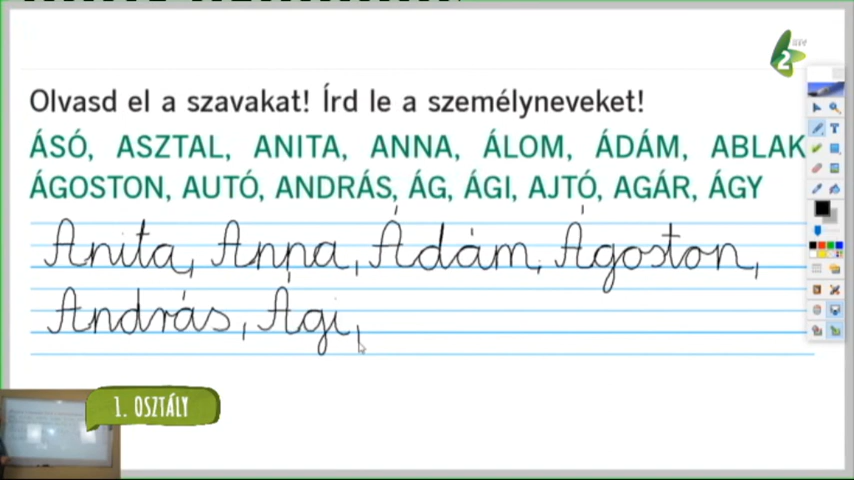 2
Olvasd el a szavakat! Írd le a személyneveket!
ÁSÓ, ASZTAL, ANITA, ANNA, ÁLOM, ÁDÁM, ABLAK
ÁGOSTON, AUTÓ, ANDRÁS, ÁG, ÁGI, AJTÓ, AGÁR, ÁGY
Anita, Anna, Ádám, Ágoston,
András, Ági,
1. OSZTÁLY